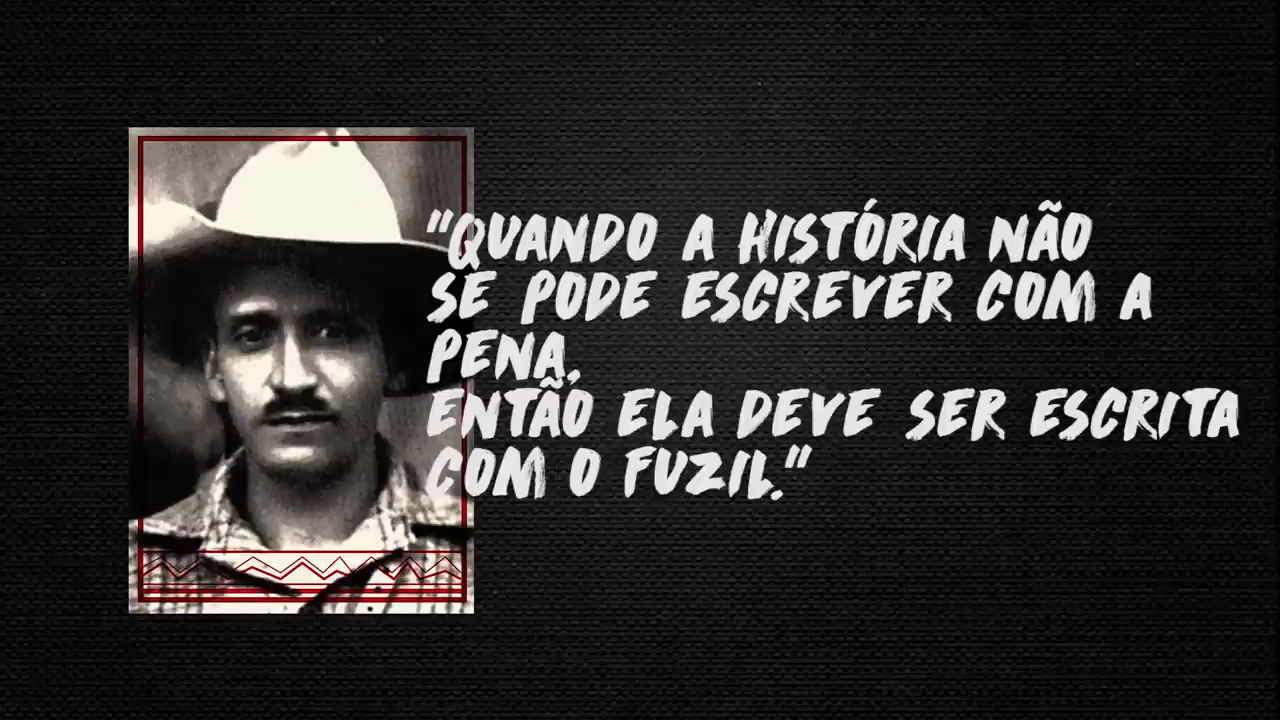 "QUANDO A HISTÓRIA NÃO
SE PODE ESCREVER COM A
PENA,
ENTÃO ELA DEVE SER ESCRITA
COM O FUZIL."